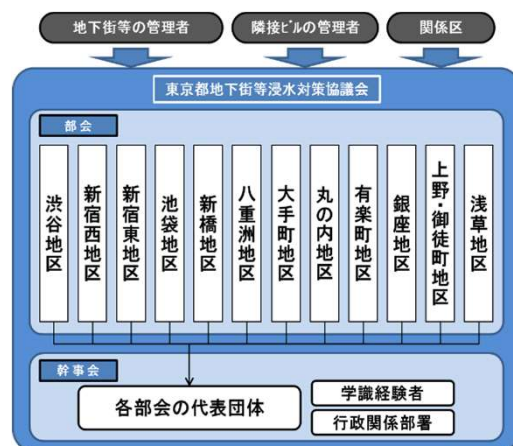 地下街等の管理者
隣接ﾋﾞﾙの管理者
関係区
東京都地下街等浸水対策協議会
部会
渋谷地区
新宿西地区
新宿東地区
池袋地区
新橋地区
八重洲地区
大手町地区
丸の内地区
有楽町地区
銀座地区
上野・御徒町地区
浅草地区
幹事会
各部会の代表団体
学識経験者
行政関係部署